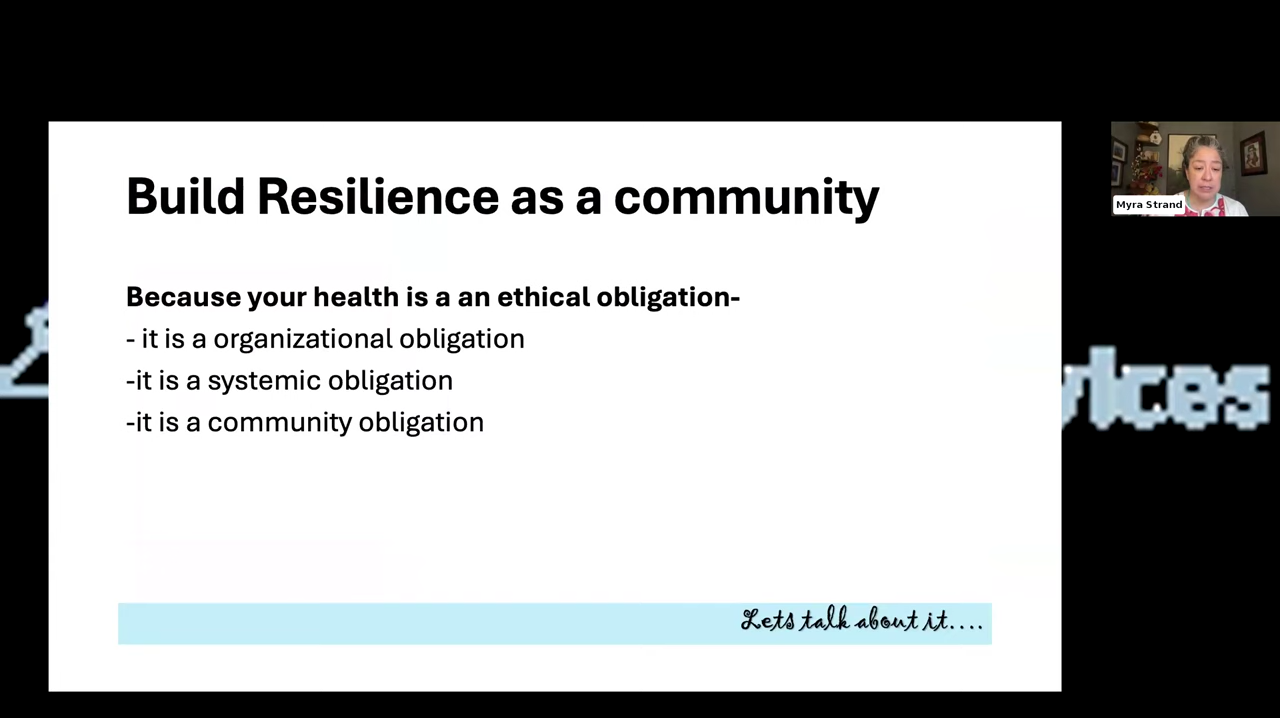 Build Resilience as a community
Because your health is a an ethical obligation-
- it is a organizational obligation
-it is a systemic obligation
-it is a community obligation
Lets talk about it....
Myra Strand